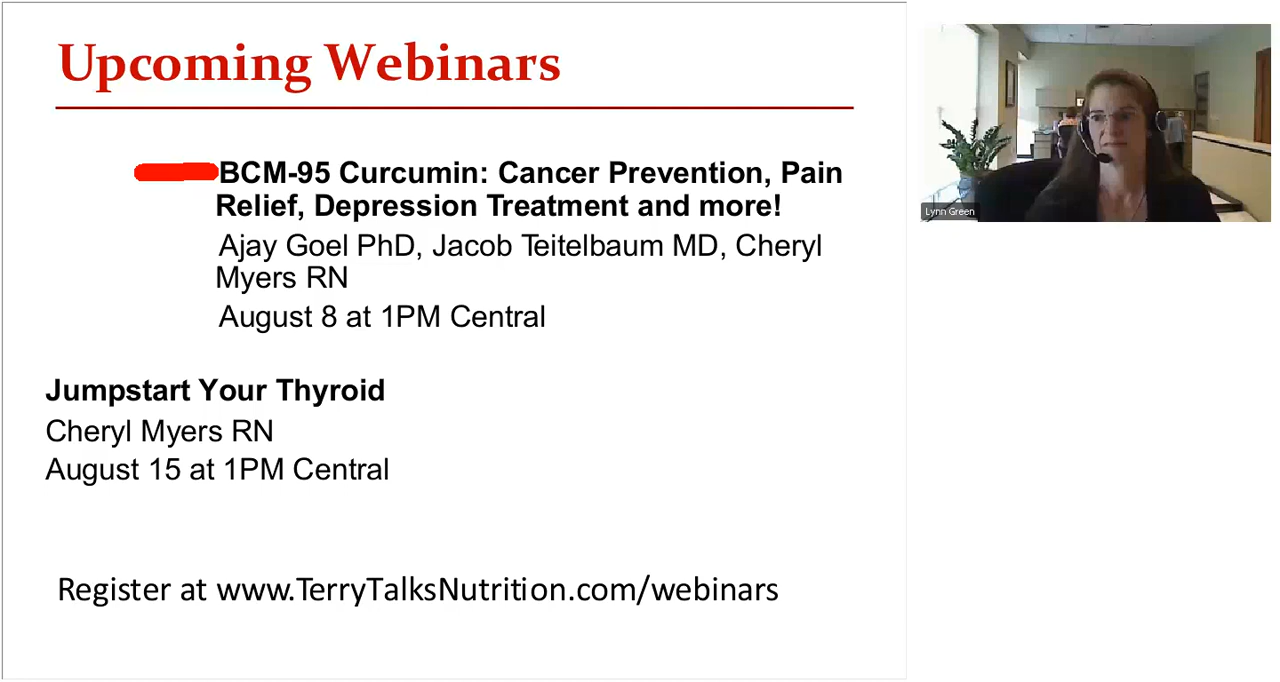 Upcoming Webinars
BCM-95 Curcumin: Cancer Prevention, Pain
Relief, Depression Treatment and more!
Ajay Goel PhD, Jacob Teitelbaum MD, Cheryl
Myers RN
August 8 at 1PM Central
Jumpstart Your Thyroid
Cheryl Myers RN
August 15 at 1PM Central
Register at www.TerryTalksNutrition.com/webinars
Lynn Green